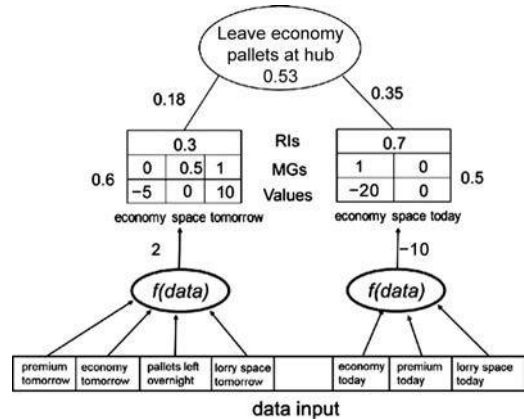 Leave economy
pallets at hub
0.53
0.18
0.35
0.3
RIs
0.7
0.6
0 0.5 1
MGs
1 0
0.5
−5 0 10
Values
−20 0
economy space tomorrow
economy space today
2
−10
f(data)
f(data)
premium
tomorrow
economy
tomorrow
pallets left
overnight
lorry space
tomorrow
economy
today
premium
today
lorry space
today
data input